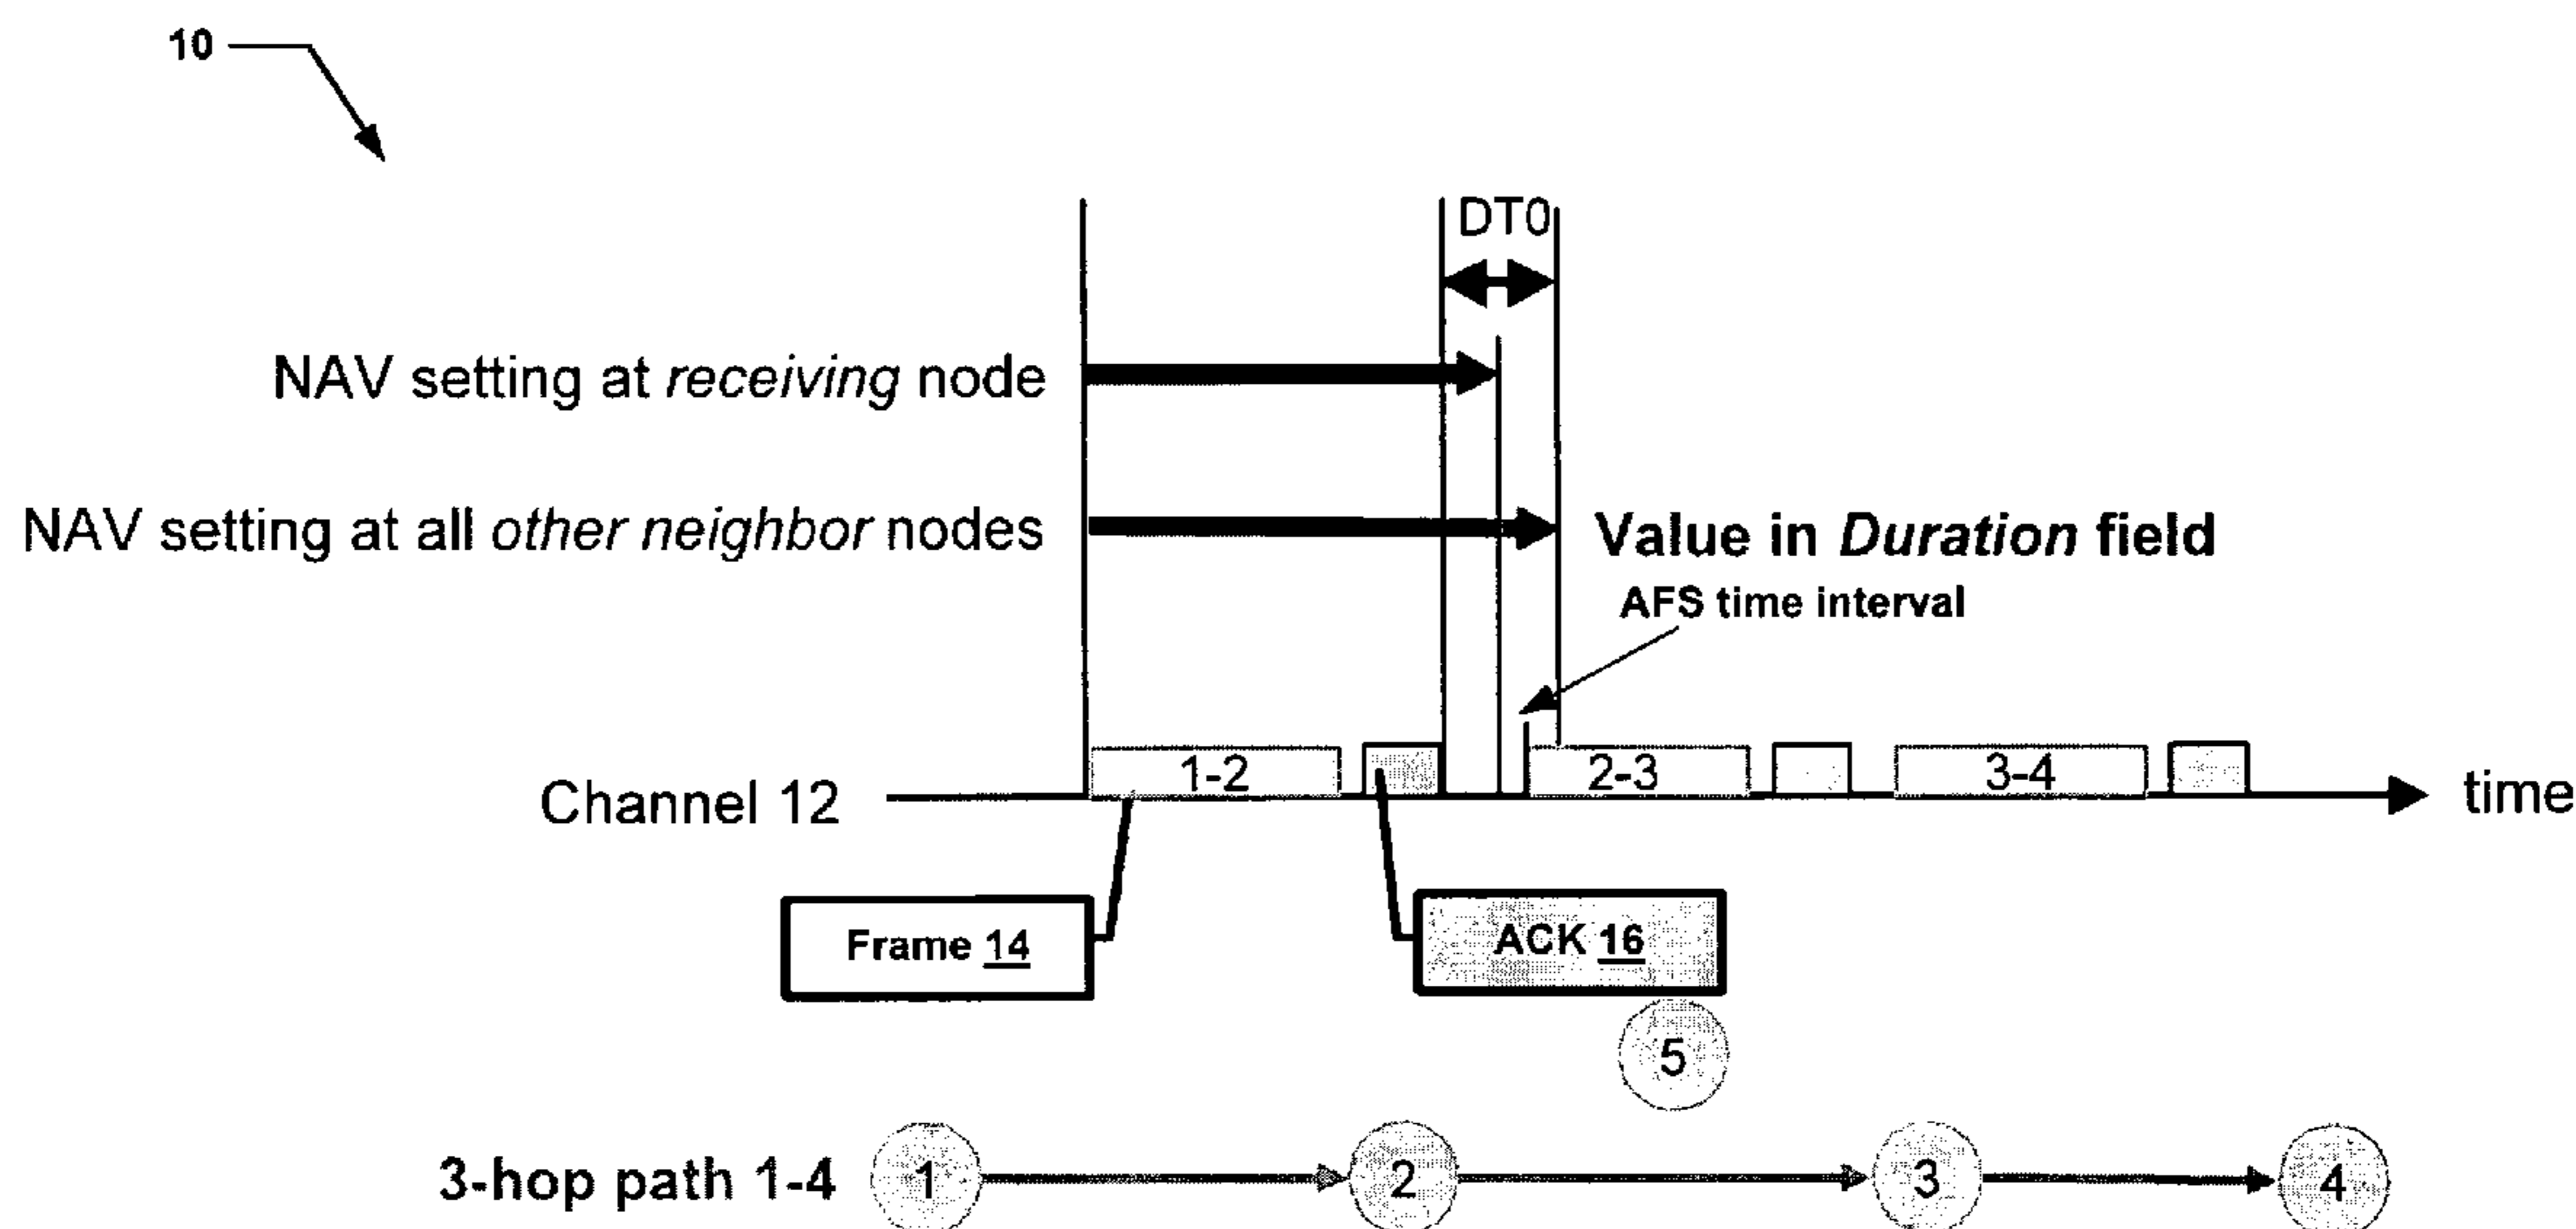 10
DT0
NAV setting at receiving node
NAV setting at all other neighbor nodes
Value in Duration field
AFS time interval
1-2
2-3
3-4
Channel 12
time
Frame 14
ACK 16
5
3-hop path 1-4
1
2
3
4